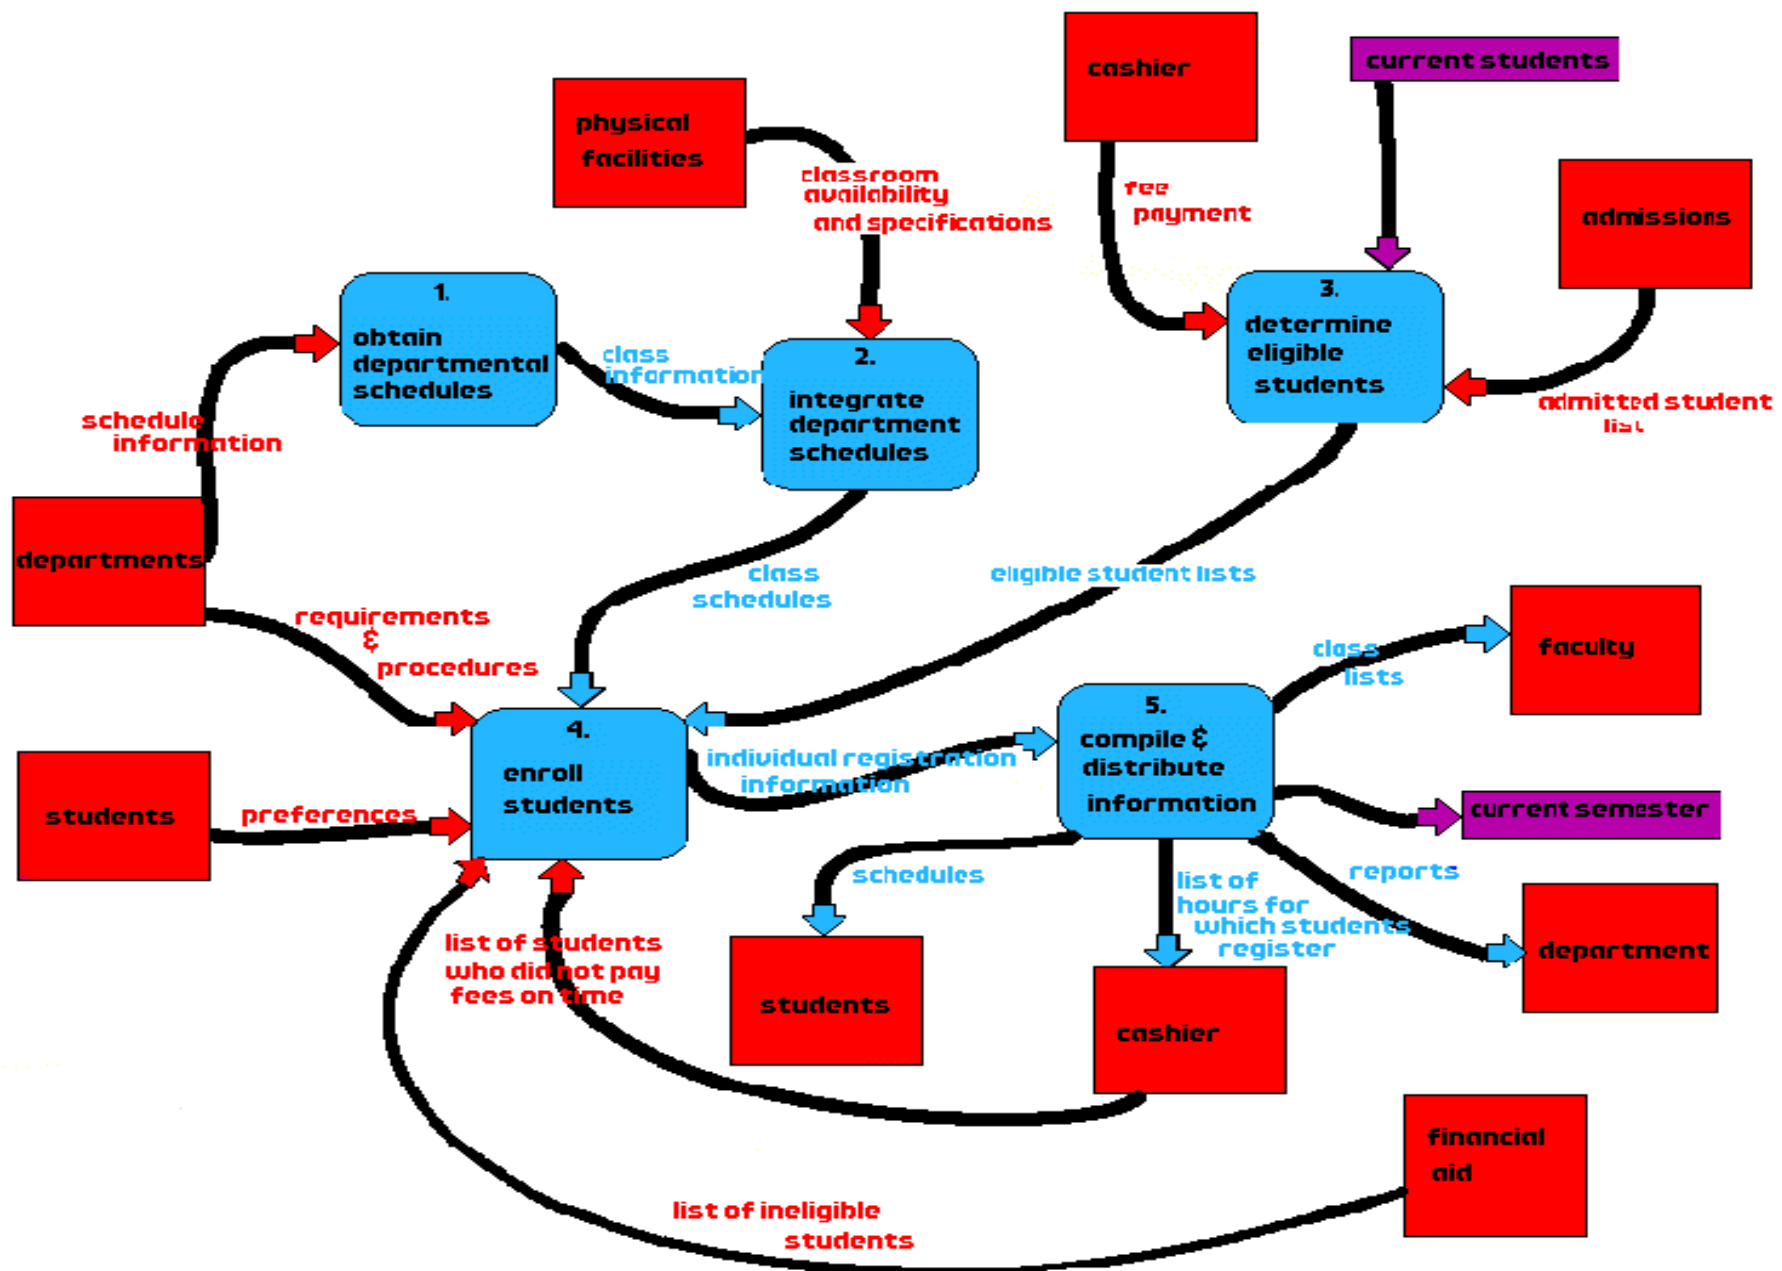 cashier
current students
physical
facilities
classroom
availability
and specifications
fee
payment
admissions
1.
obtain
departmental
schedules
class
information
2.
integrate
department
schedules
3.
determine
eligible
students
admitted student
list
schedule
information
departments
requirements
&
procedures
class
schedules
eligible student lists
faculty
class
lists
4.
enroll
students
individual registration
information
5.
compile &
distribute
information
students
preferences
current semester
schedules
list of
hours for
which students
register
reports
department
list of students
who did not pay
fees on time
students
cashier
financial
aid
list of ineligible
students